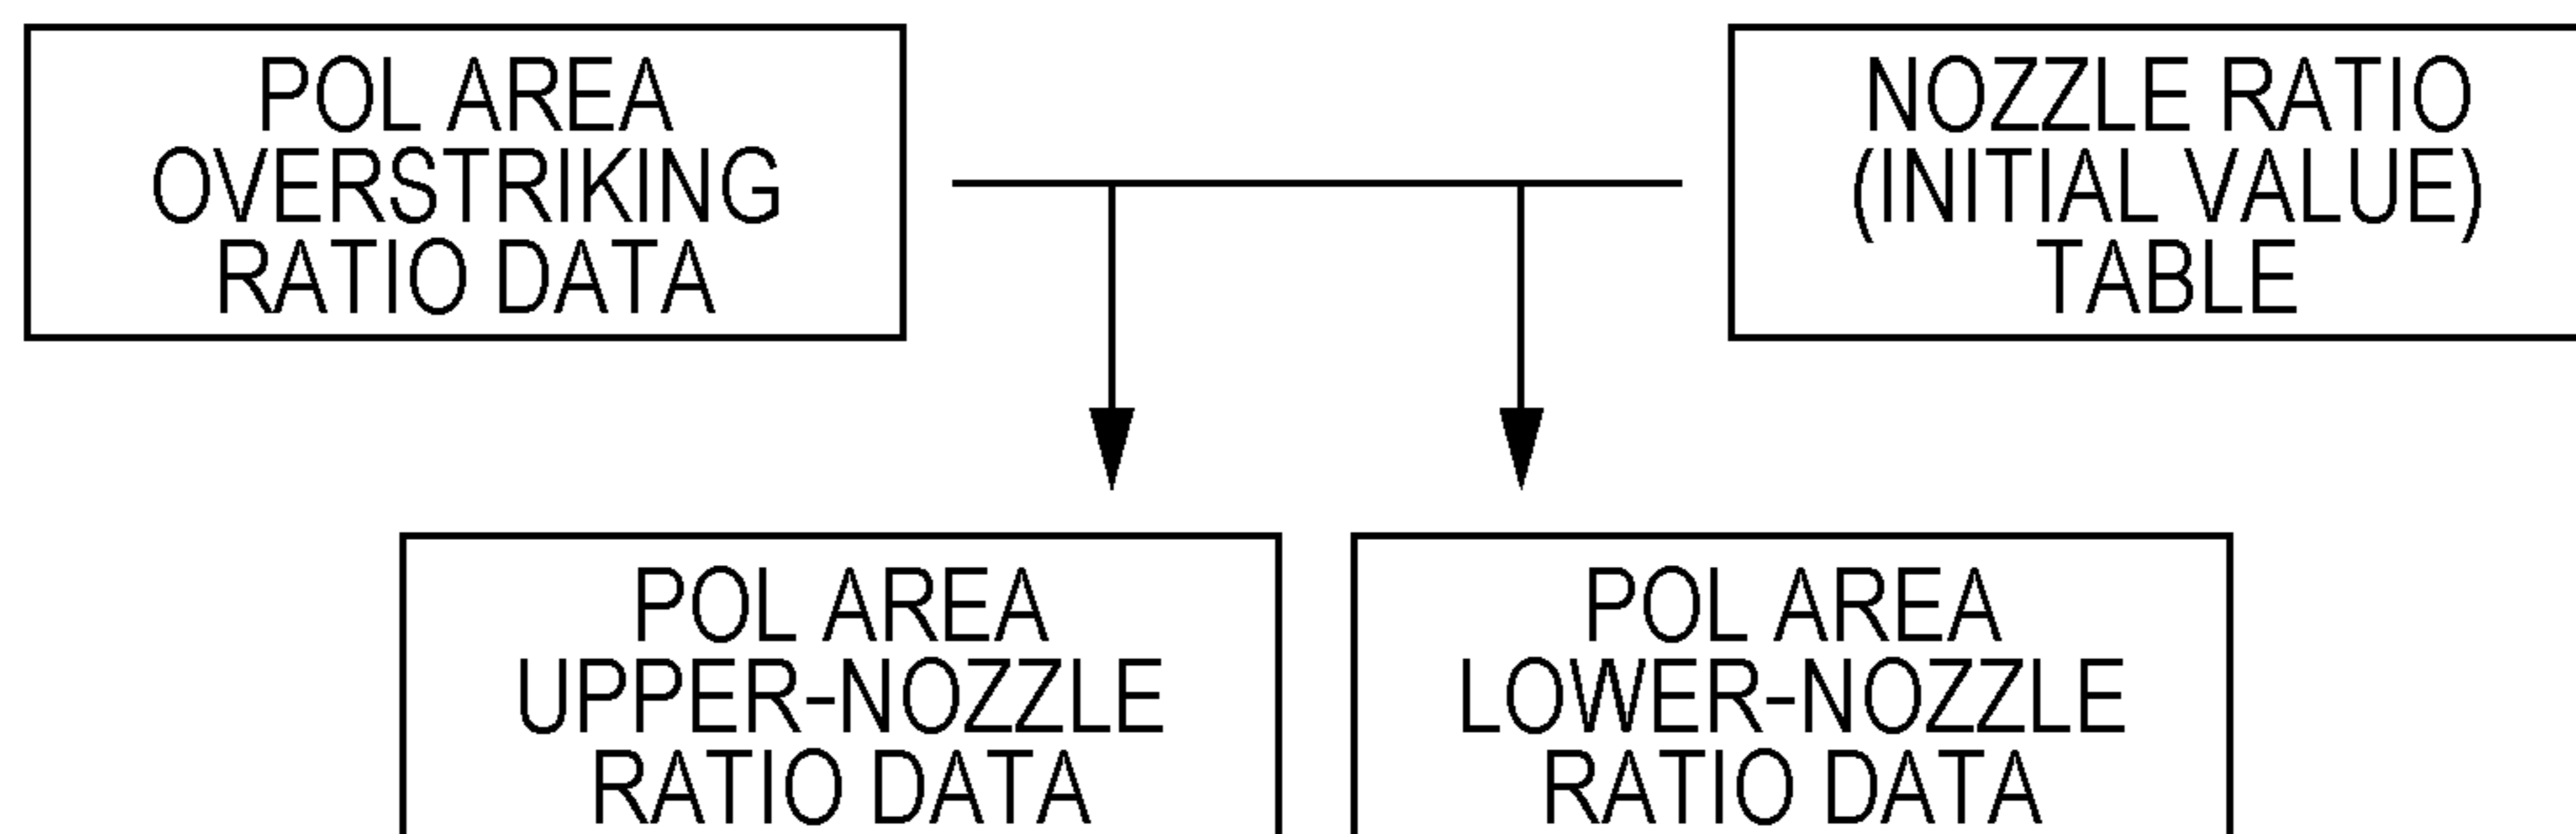 POL AREA
OVERSTRIKING
RATIO DATA
NOZZLE RATIO
(INITIAL VALUE)
TABLE
POL AREA
UPPER-NOZZLE
RATIO DATA
POL AREA
LOWER-NOZZLE
RATIO DATA